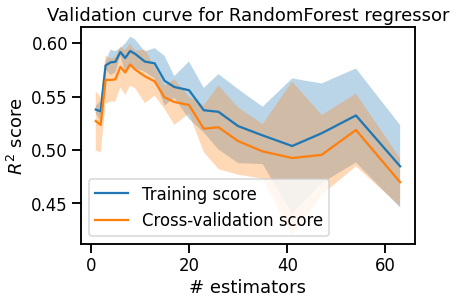 Validation curve for RandomForest regressor
0.60
0.55
0.50
0.45
R² score
Training score
Cross-validation score
0
20
40
60
# estimators